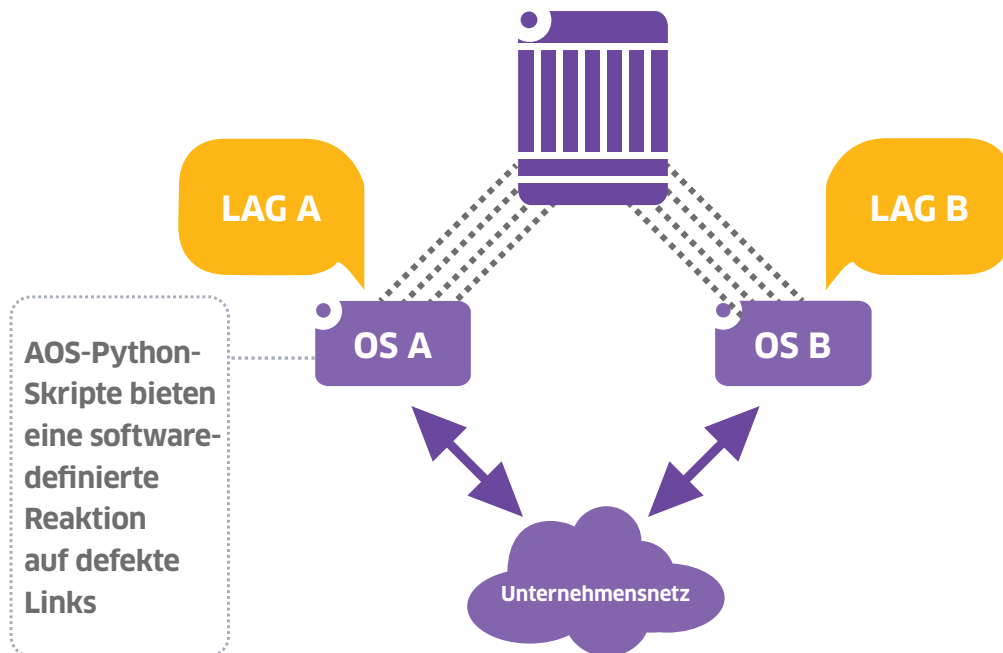 LAG A
LAG B
OS A
OS B
AOS-Python-
Skripte bieten
eine software-
definierte
Reaktion
auf defekte
Links
Unternehmensnetz